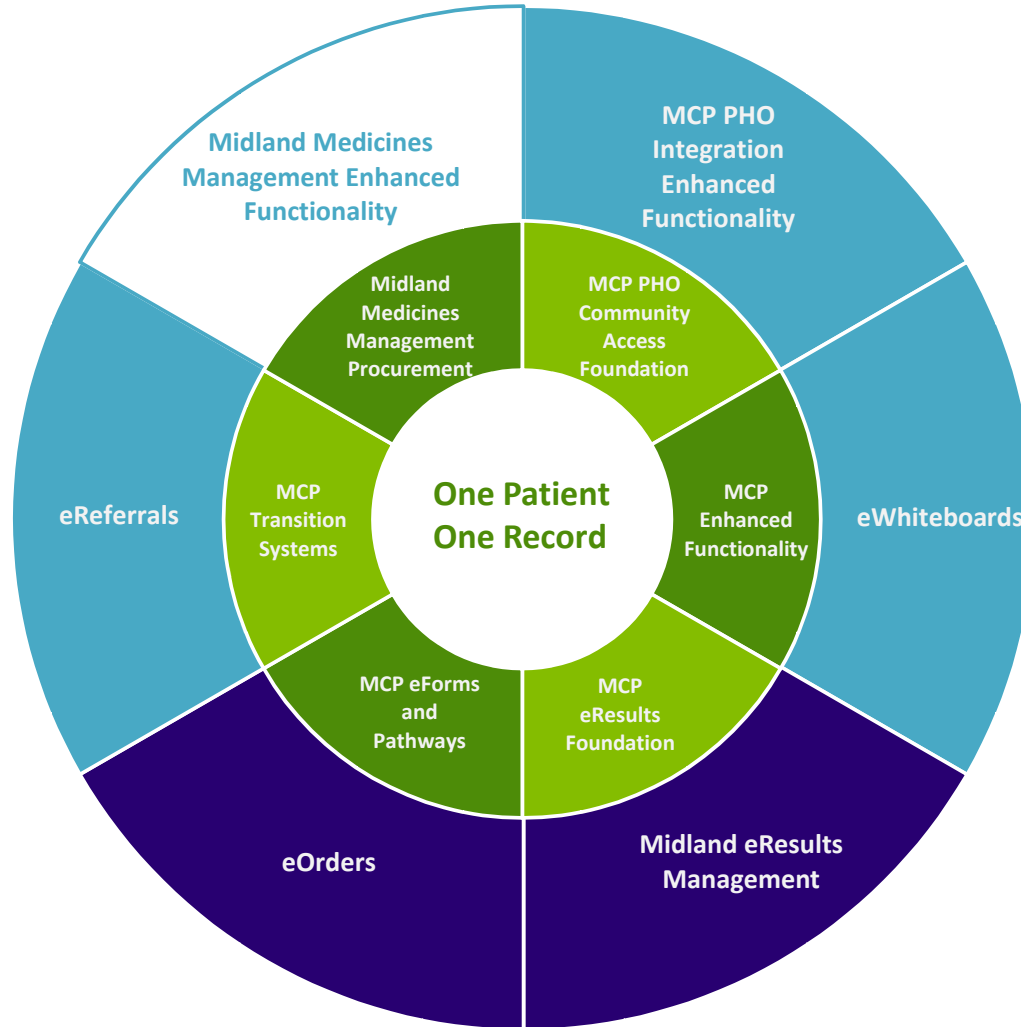 Midland Medicines
Management Enhanced
Functionality
MCP PHO
Integration
Enhanced
Functionality
Midland
Medicines
Management
Procurement
MCP PHO
Community
Access
Foundation
eReferrals
MCP
Transition
Systems
One Patient
One Record
MCP
Enhanced
Functionality
eWhiteboards
MCP eForms
and
Pathways
MCP
eResults
Foundation
eOrders
Midland eResults
Management